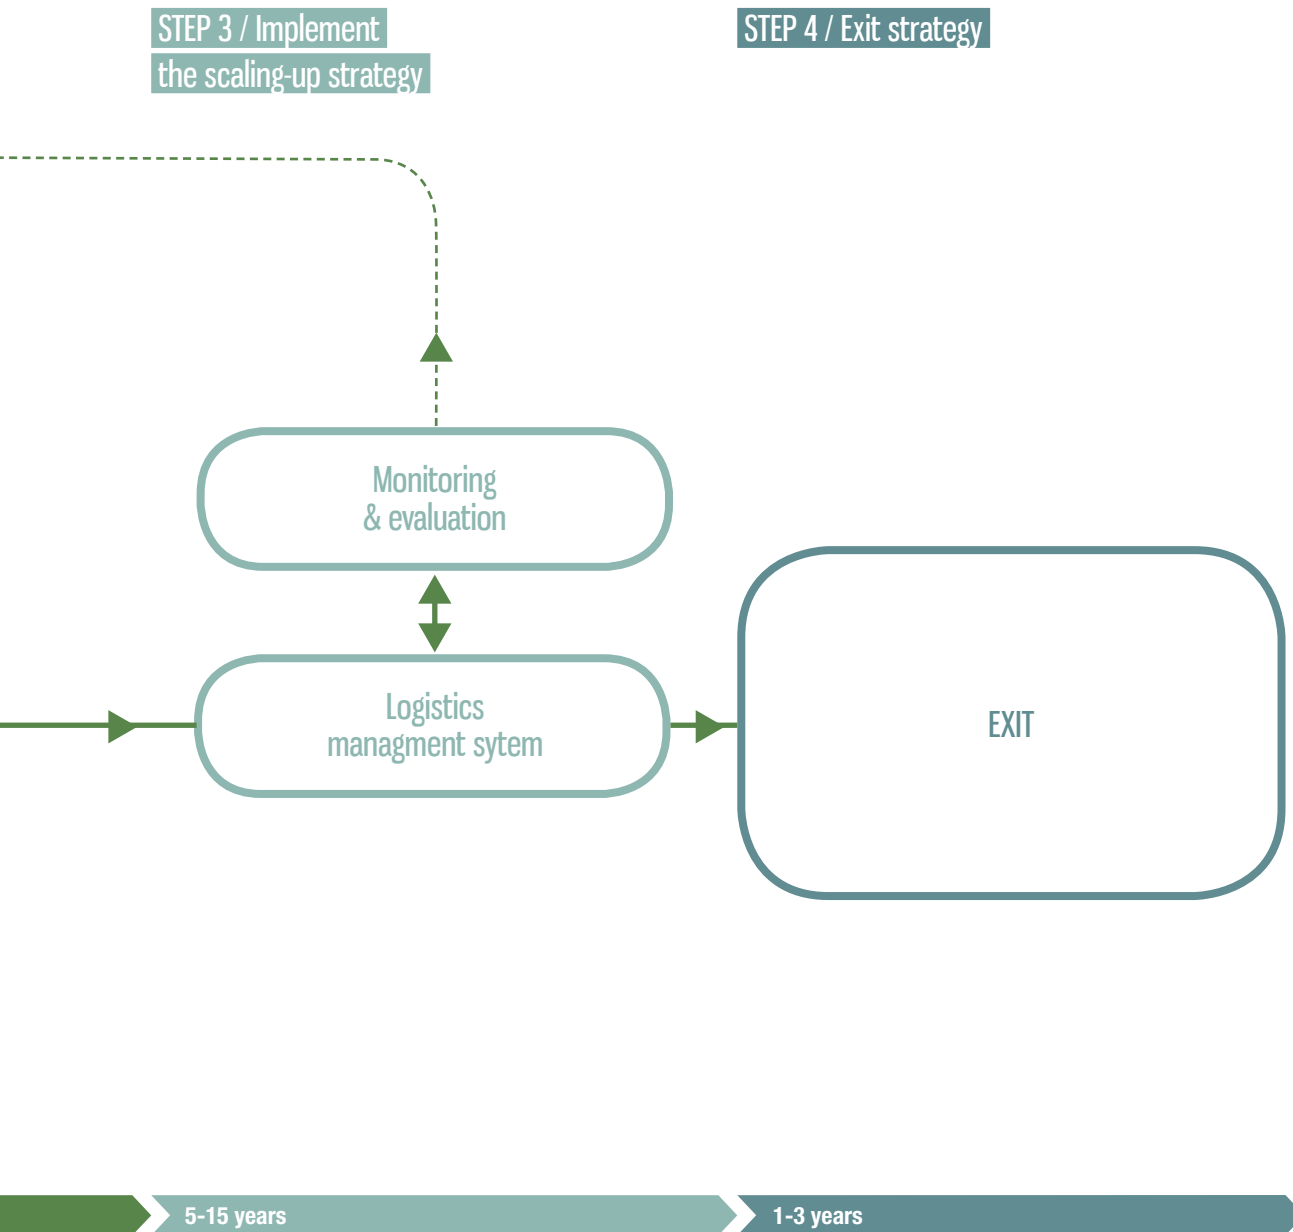 STEP 3 / Implement
the scaling-up strategy
STEP 4 / Exit strategy
Monitoring
& evaluation
Logistics
managment sytem
EXIT
5-15 years
1-3 years